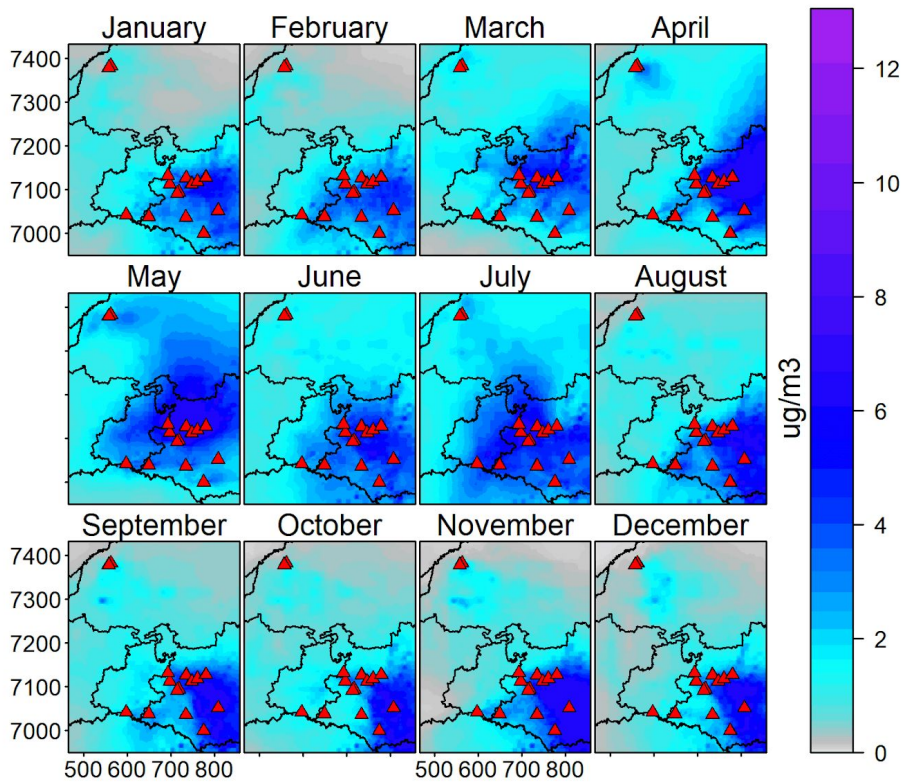 January February March April
7400
7300
7200
7100
7000
May June July August
September October November December
7400
7300
7200
7100
7000
500 600 700 800
500 600 700 800
12
10
8
6
4
2
0
ug/m3